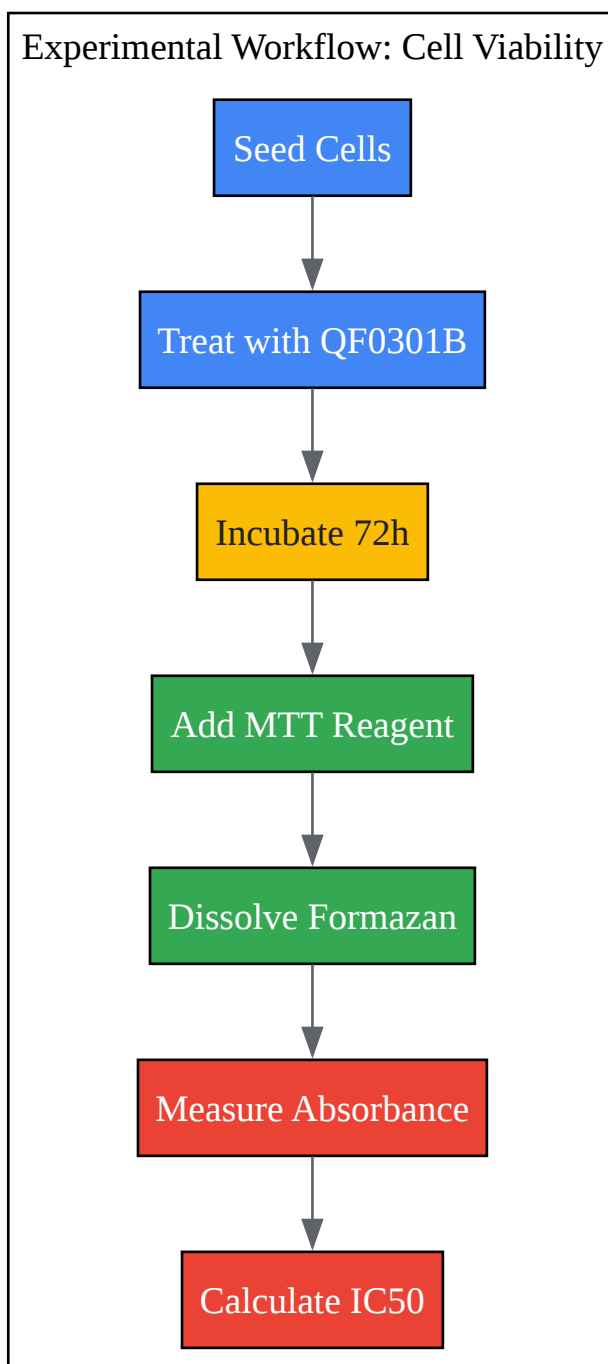 Experimental Workflow: Cell Viability
Seed Cells
Treat with QF0301B
Incubate 72h
Add MTT Reagent
Dissolve Formazan
Measure Absorbance
Calculate IC50